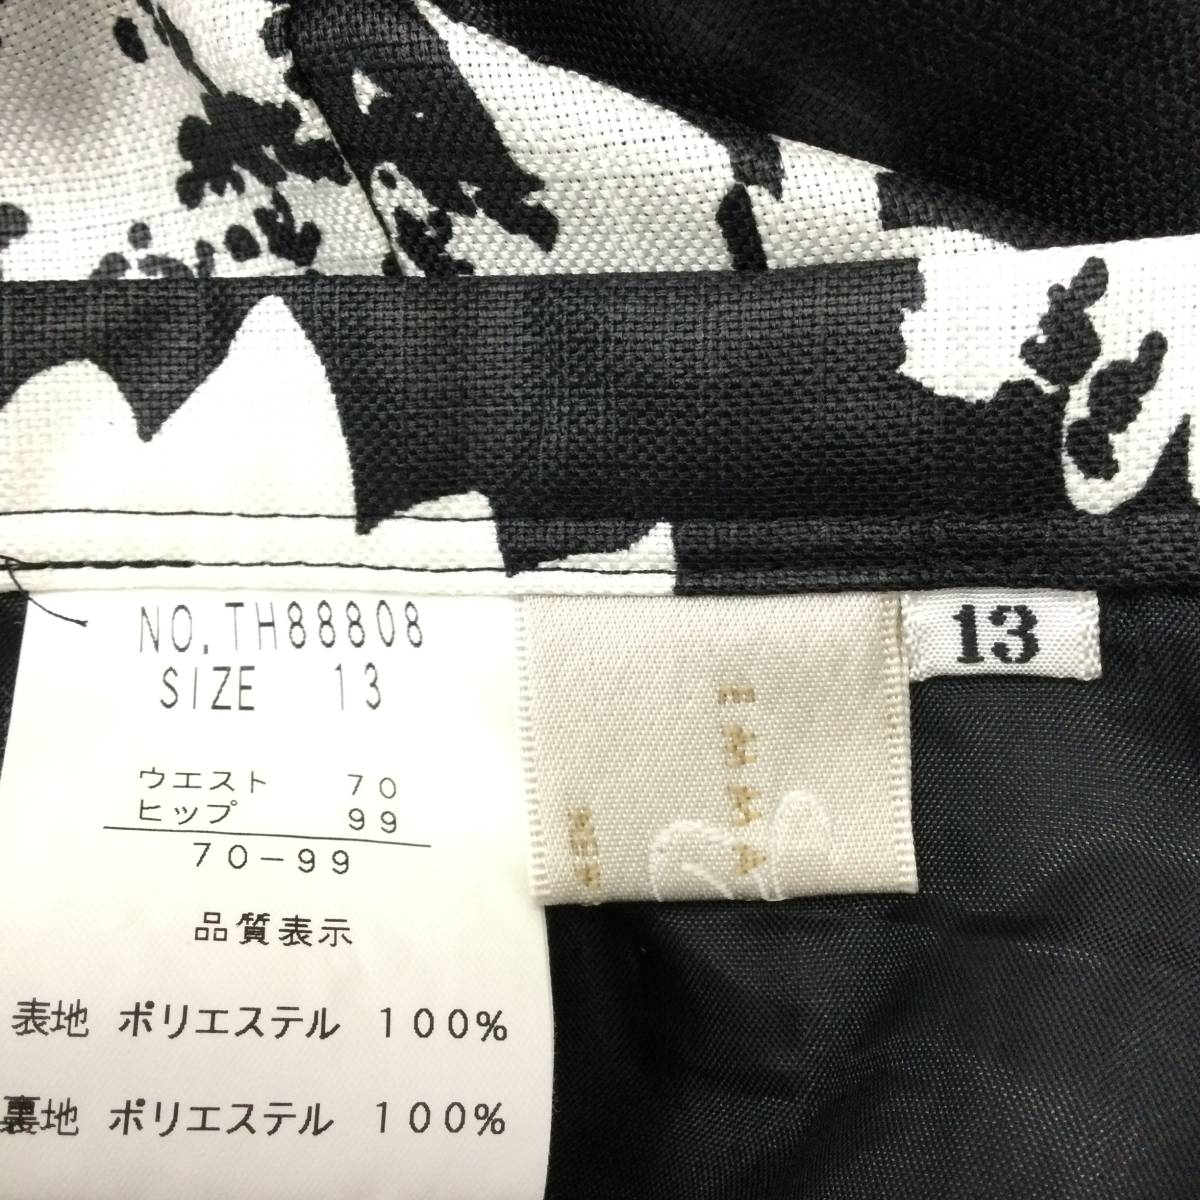 NO.TH88808
SIZE 13
ウエスト 70
ヒップ 99
70-99
品質表示
表地 ポリエステル 100%
裏地 ポリエステル 100%
EMMA
13